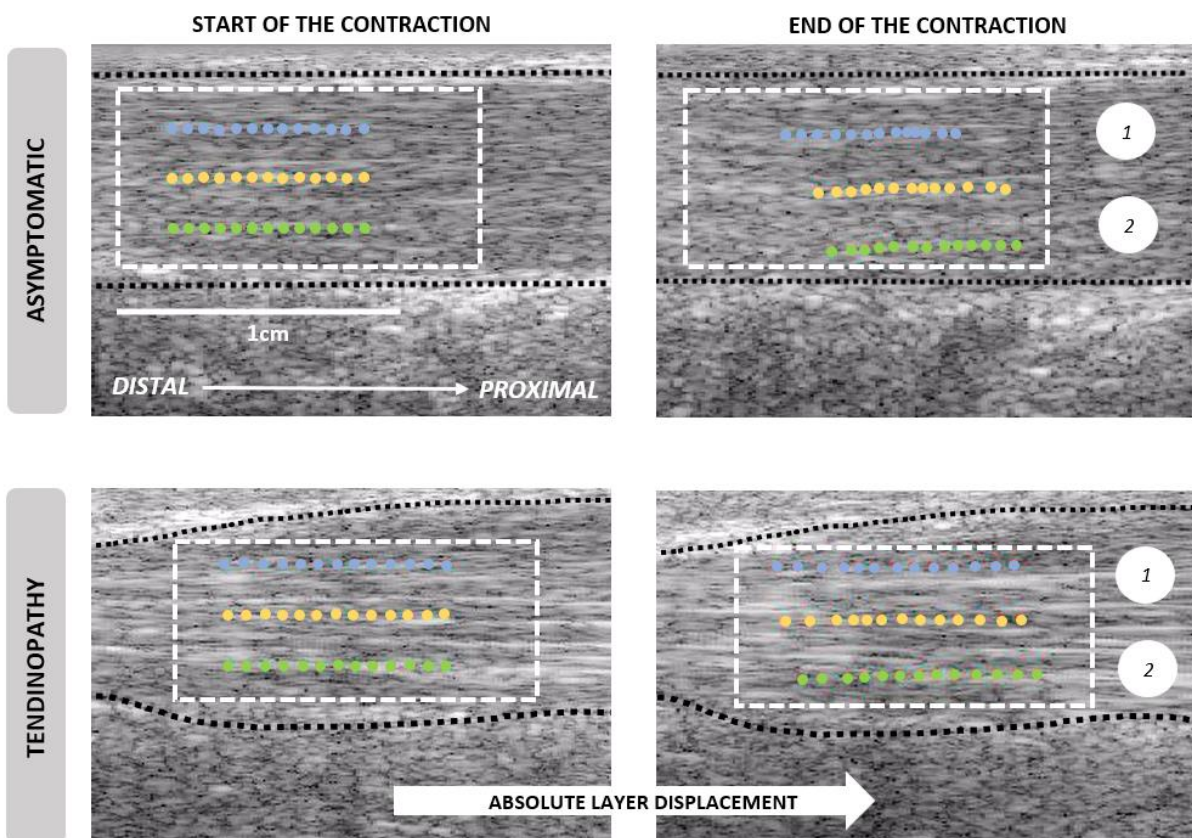 START OF THE CONTRACTION
END OF THE CONTRACTION
ASYMPTOMATIC
1
2
1cm
DISTAL
PROXIMAL
TENDINOPATHY
1
2
ABSOLUTE LAYER DISPLACEMENT